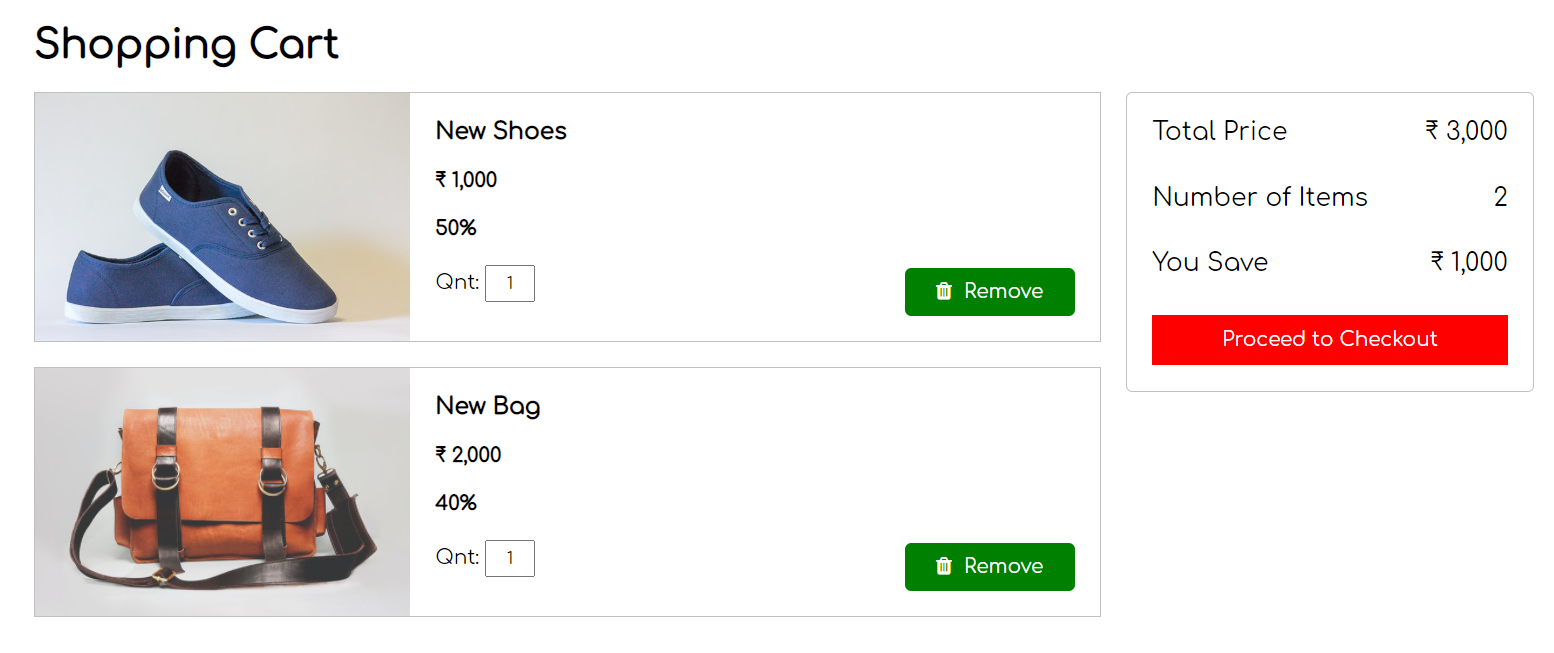 Shopping Cart
New Shoes
₹ 1,000
50%
Qnt: 1
Remove
New Bag
₹ 2,000
40%
Qnt: 1
Remove
Total Price ₹ 3,000
Number of Items 2
You Save ₹ 1,000
Proceed to Checkout